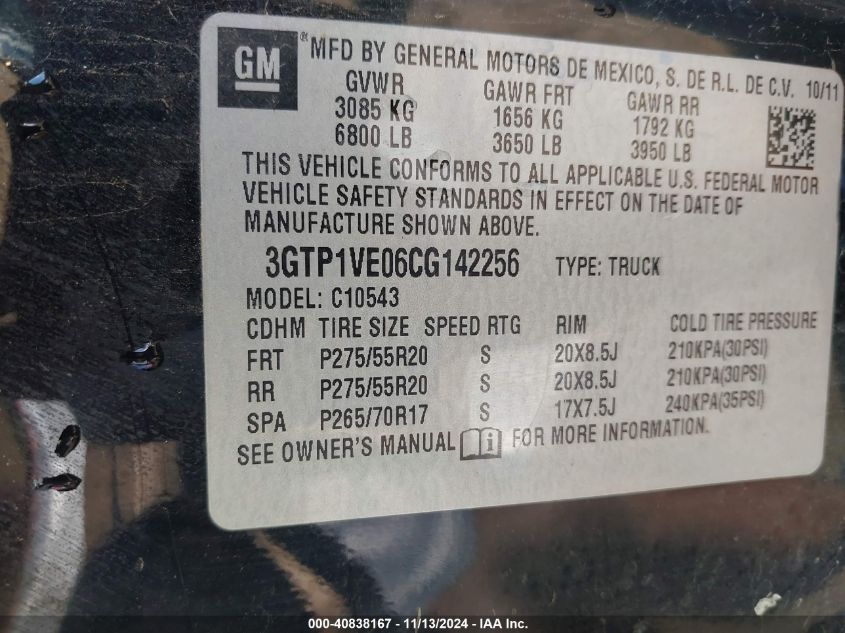 GM ® MFD BY GENERAL MOTORS DE MEXICO, S. DE R.L. DE C.V. 10/11
GVWR GAWR FRT GAWR RR
3085 KG 1656 KG 1792 KG
6800 LB 3650 LB 3950 LB
THIS VEHICLE CONFORMS TO ALL APPLICABLE U.S. FEDERAL MOTOR
VEHICLE SAFETY STANDARDS IN EFFECT ON THE DATE OF
MANUFACTURE SHOWN ABOVE.
3GTP1VE06CG142256 TYPE: TRUCK
MODEL: C10543
CDHM TIRE SIZE SPEED RTG RIM COLD TIRE PRESSURE
FRT P275/55R20 S 20X8.5J 210KPA(30PSI)
RR P275/55R20 S 20X8.5J 210KPA(30PSI)
SPA P265/70R17 S 17X7.5J 240KPA(35PSI)
SEE OWNER'S MANUAL i FOR MORE INFORMATION.
000-40838167 - 11/13/2024 - IAA Inc.